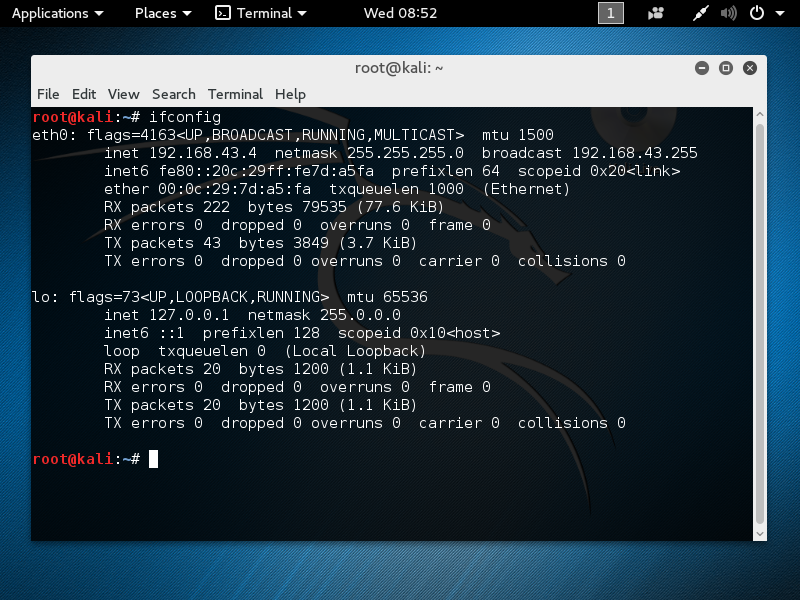 Applications Places Terminal Wed 08:52 1
root@kali: ~
File Edit View Search Terminal Help
root@kali:~# ifconfig
eth0: flags=4163<UP,BROADCAST,RUNNING,MULTICAST>  mtu 1500
        inet 192.168.43.4  netmask 255.255.255.0  broadcast 192.168.43.255
        inet6 fe80::20c:29ff:fe7d:a5fa  prefixlen 64  scopeid 0x20<link>
        ether 00:0c:29:7d:a5:fa  txqueuelen 1000  (Ethernet)
        RX packets 222  bytes 79535 (77.6 KiB)
        RX errors 0  dropped 0  overruns 0  frame 0
        TX packets 43  bytes 3849 (3.7 KiB)
        TX errors 0  dropped 0 overruns 0  carrier 0  collisions 0
lo: flags=73<UP,LOOPBACK,RUNNING>  mtu 65536
        inet 127.0.0.1  netmask 255.0.0.0
        inet6 ::1  prefixlen 128  scopeid 0x10<host>
        loop  txqueuelen 0  (Local Loopback)
        RX packets 20  bytes 1200 (1.1 KiB)
        RX errors 0  dropped 0  overruns 0  frame 0
        TX packets 20  bytes 1200 (1.1 KiB)
        TX errors 0  dropped 0 overruns 0  carrier 0  collisions 0
root@kali:~#